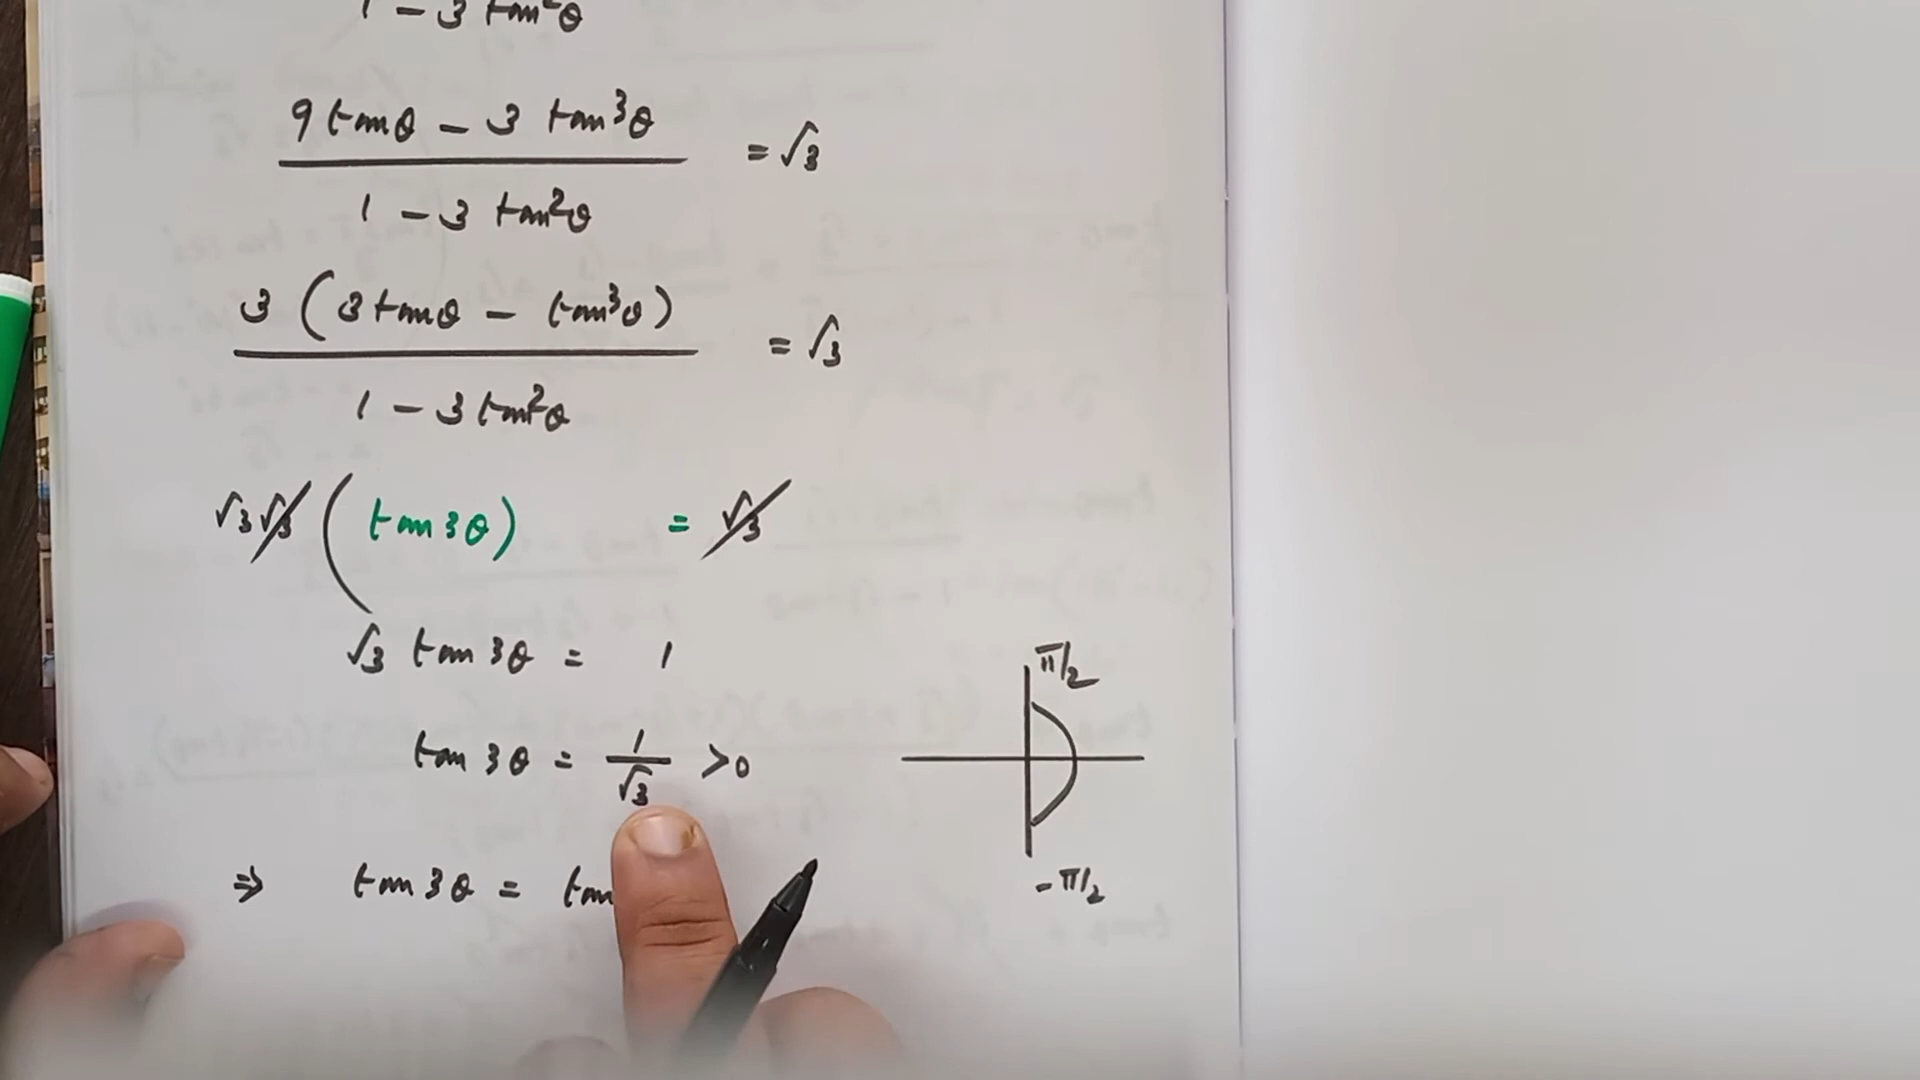 1 - 3 tan²θ
9 tanθ - 3 tan³θ
= √3
1 - 3 tan²θ
3 ( 3 tanθ - tan³θ)
= √3
1 - 3 tan²θ
√3 √3 ( tan 3θ) = √3
√3 tan 3θ = 1
tan 3θ = 1/√3 >0
⇒ tan 3θ = tan
π/2
-π/2